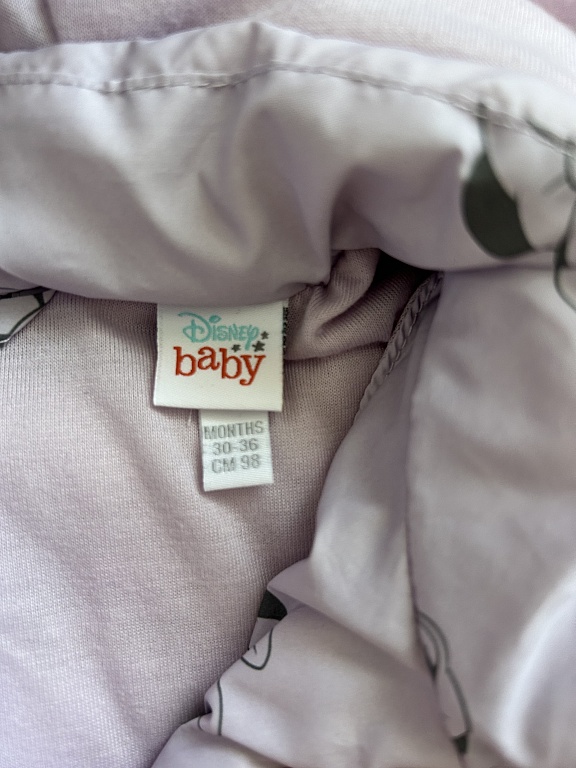 Disney
baby
MONTHS
30-36
CM 98